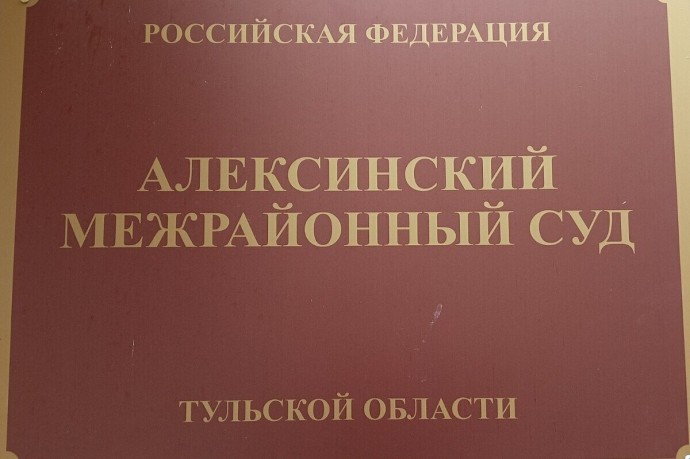 РОССИЙСКАЯ ФЕДЕРАЦИЯ
АЛЕКСИНСКИЙ
МЕЖРАЙОННЫЙ СУД
ТУЛЬСКОЙ ОБЛАСТИ